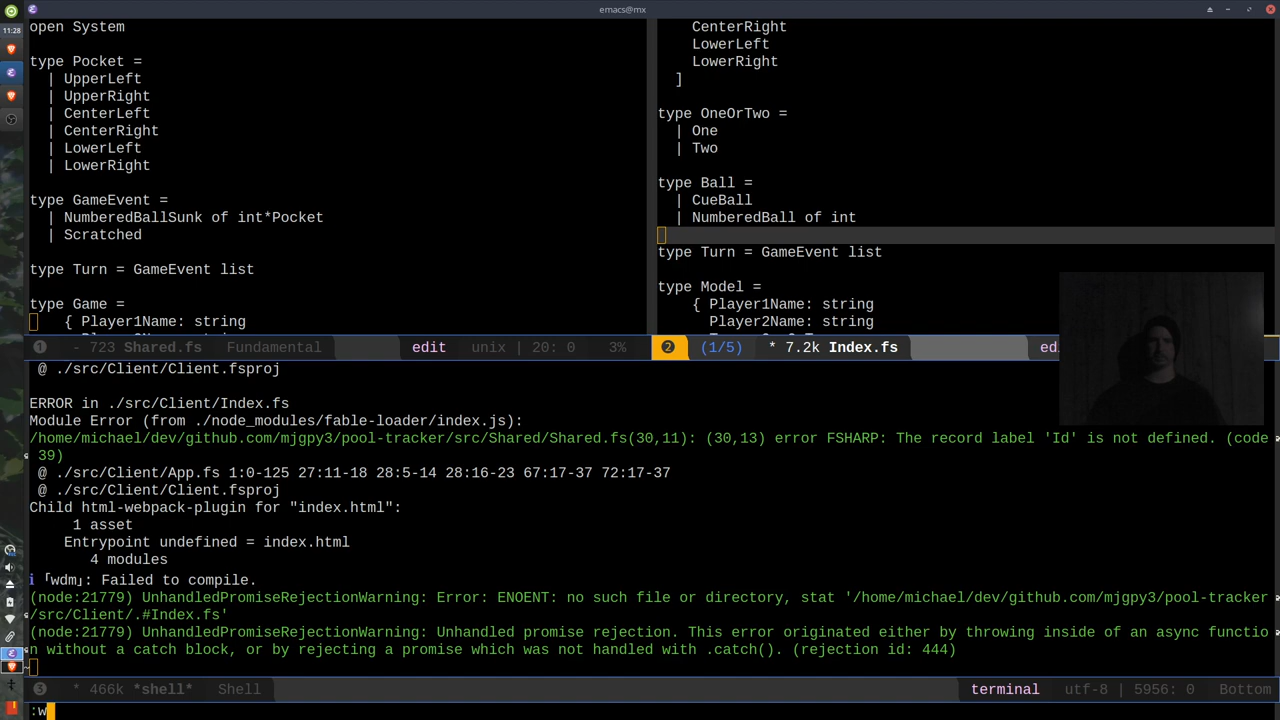 emacs@mx
11:28
open System
type Pocket =
| UpperLeft
| UpperRight
| CenterLeft
| CenterRight
| LowerLeft
| LowerRight
type GameEvent =
| NumberedBallSunk of int*Pocket
| Scratched
type Turn = GameEvent list
type Game =
{ Player1Name: string
1 - 723 Shared.fs Fundamental edit unix | 20: 0 3%
CenterRight
LowerLeft
LowerRight
]
type OneOrTwo =
| One
| Two
type Ball =
| CueBall
| NumberedBall of int
type Turn = GameEvent list
type Model =
{ Player1Name: string
Player2Name: string
2 (1/5) * 7.2k Index.fs edi
@ ./src/Client/Client.fsproj
ERROR in ./src/Client/Index.fs
Module Error (from ./node_modules/fable-loader/index.js):
/home/michael/dev/github.com/mjgpy3/pool-tracker/src/Shared/Shared.fs(30,11): (30,13) error FSHARP: The record label 'Id' is not defined. (code
39)
@ ./src/Client/App.fs 1:0-125 27:11-18 28:5-14 28:16-23 67:17-37 72:17-37
@ ./src/Client/Client.fsproj
Child html-webpack-plugin for "index.html":
1 asset
Entrypoint undefined = index.html
4 modules
i ｢wdm｣: Failed to compile.
(node:21779) UnhandledPromiseRejectionWarning: Error: ENOENT: no such file or directory, stat '/home/michael/dev/github.com/mjgpy3/pool-tracker
/src/Client/.#Index.fs'
(node:21779) UnhandledPromiseRejectionWarning: Unhandled promise rejection. This error originated either by throwing inside of an async functio
n without a catch block, or by rejecting a promise which was not handled with .catch(). (rejection id: 444)
3 * 466k *shell* Shell terminal utf-8 | 5956: 0 Bottom
:w